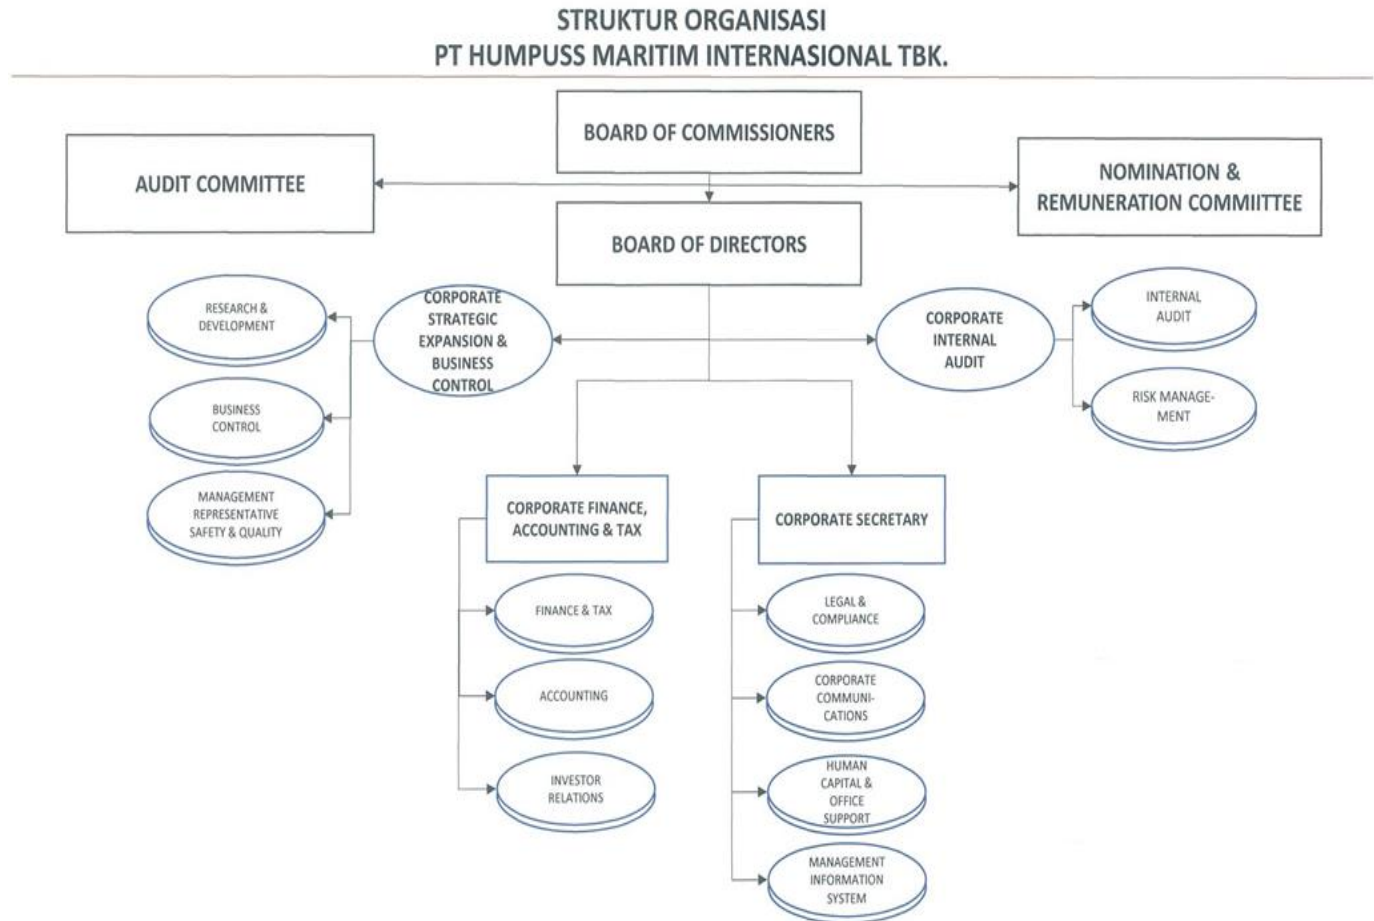 STRUKTUR ORGANISASI
PT HUMPUSS MARITIM INTERNASIONAL TBK.
BOARD OF COMMISSIONERS
AUDIT COMMITTEE
NOMINATION &
REMUNERATION COMMIITTEE
BOARD OF DIRECTORS
RESEARCH &
DEVELOPMENT
BUSINESS
CONTROL
MANAGEMENT
REPRESENTATIVE
SAFETY & QUALITY
CORPORATE
STRATEGIC
EXPANSION &
BUSINESS
CONTROL
CORPORATE
INTERNAL
AUDIT
INTERNAL
AUDIT
RISK MANAGE-
MENT
CORPORATE FINANCE,
ACCOUNTING & TAX
FINANCE & TAX
ACCOUNTING
INVESTOR
RELATIONS
CORPORATE SECRETARY
LEGAL &
COMPLIANCE
CORPORATE
COMMUNI-
CATIONS
HUMAN
CAPITAL &
OFFICE
SUPPORT
MANAGEMENT
INFORMATION
SYSTEM